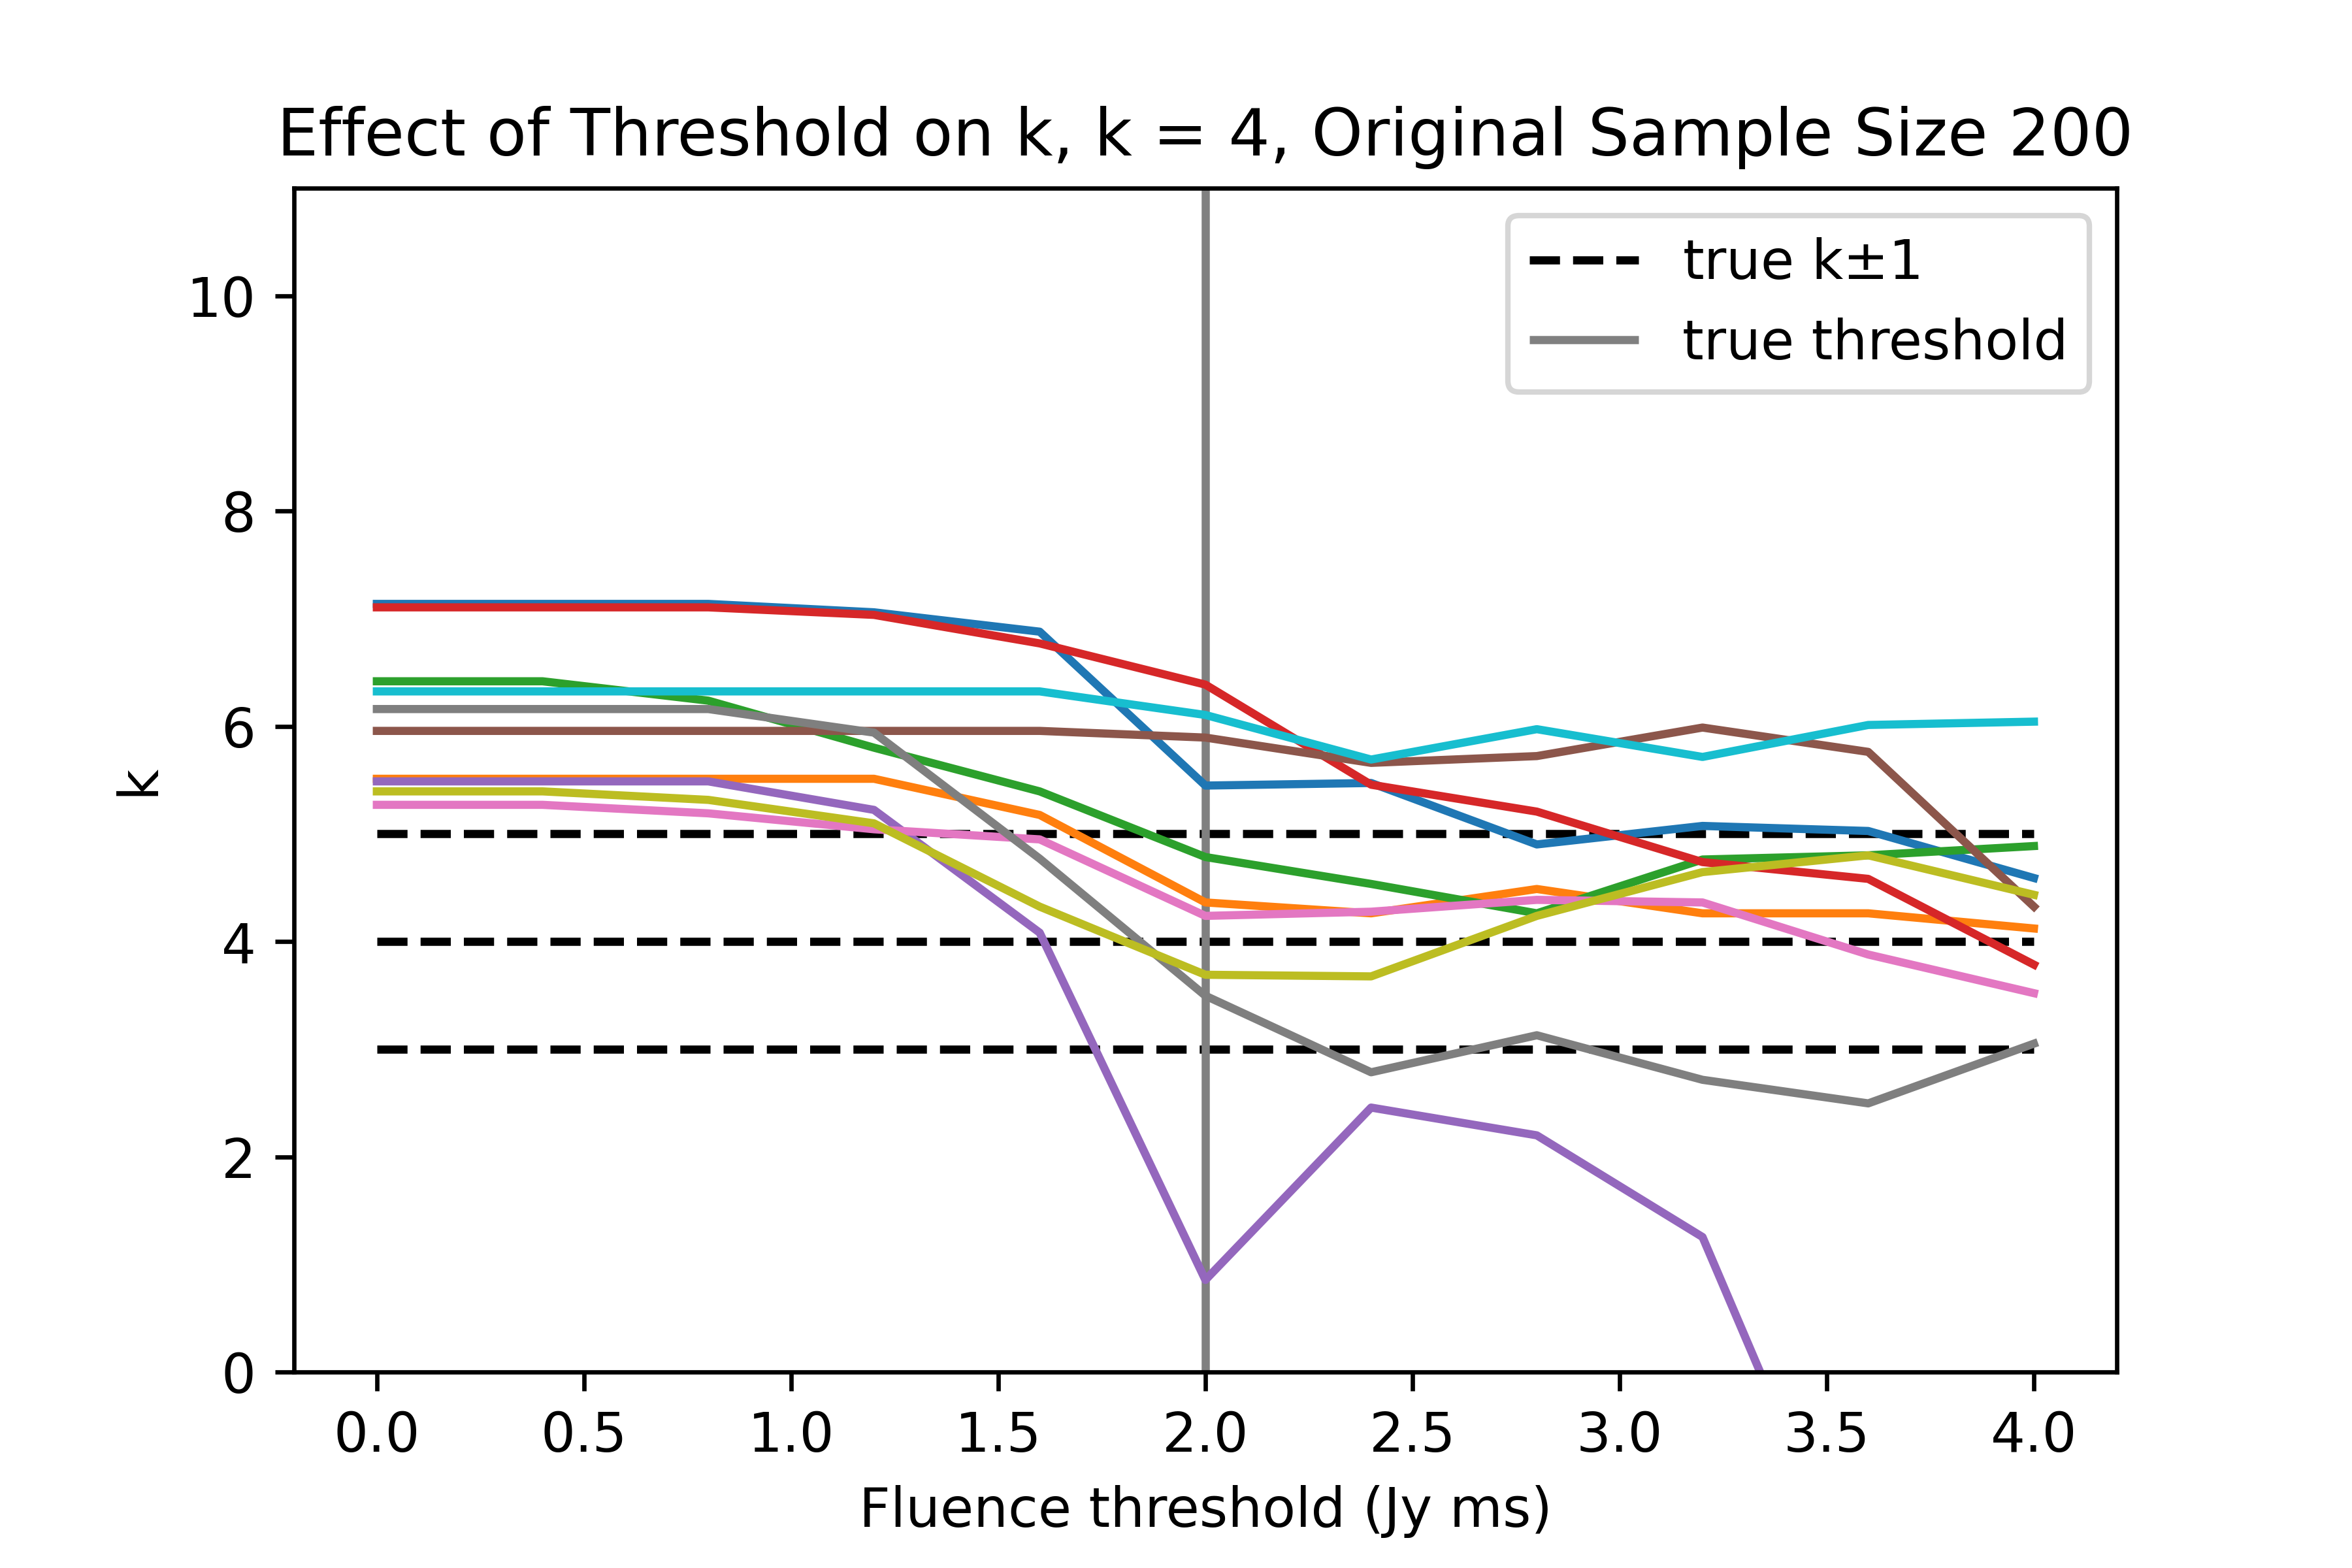 Effect of Threshold on k, k = 4, Original Sample Size 200
true k±1
true threshold
10
8
6
4
2
0
k
0.0 0.5 1.0 1.5 2.0 2.5 3.0 3.5 4.0
Fluence threshold (Jy ms)